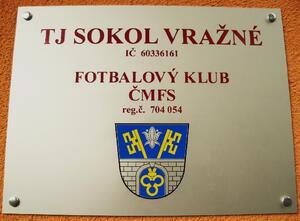 TJ SOKOL VRAŽNÉ
IČ 60336161
FOTBALOVÝ KLUB
ČMFS
reg.č. 704 054